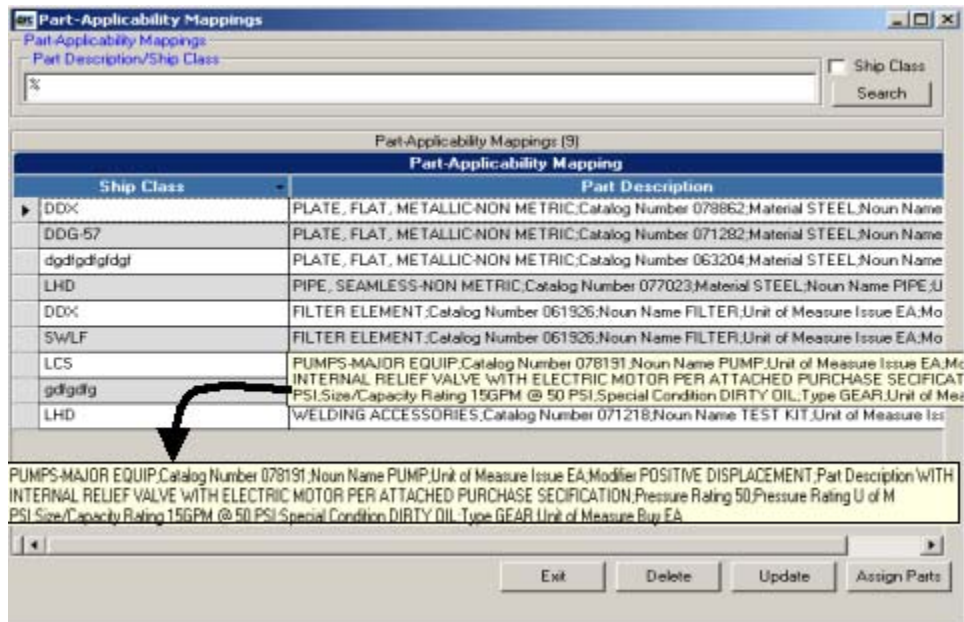 Part-Applicability Mappings
Part-Applicability Mappings
Part Description/Ship Class
Ship Class
%
Search
Part-Applicability Mappings (9)
Part-Applicability Mapping
Ship Class Part Description
DDX PLATE, FLAT, METALLIC-NON METRIC;Catalog Number 078862;Material STEEL;Noun Name
DDG-57 PLATE, FLAT, METALLIC-NON METRIC;Catalog Number 071282;Material STEEL;Noun Name
dgdfgdfgfdgf PLATE, FLAT, METALLIC-NON METRIC;Catalog Number 063204;Material STEEL;Noun Name
LHD PIPE, SEAMLESS-NON METRIC;Catalog Number 077023;Material STEEL;Noun Name PIPE;U
DDX FILTER ELEMENT;Catalog Number 061926;Noun Name FILTER;Unit of Measure Issue EA;Mo
SWLF FILTER ELEMENT;Catalog Number 061926;Noun Name FILTER;Unit of Measure Issue EA;Mo
LCS PUMPS-MAJOR EQUIP;Catalog Number 078191;Noun Name PUMP;Unit of Measure Issue EA;Mo
INTERNAL RELIEF VALVE WITH ELECTRIC MOTOR PER ATTACHED PURCHASE SECIFICAT
gdfgdfg PSI;Size/Capacity Rating 15GPM @ 50 PSI;Special Condition DIRTY OIL;Type GEAR;Unit of Mea
LHD WELDING ACCESSORIES;Catalog Number 071218;Noun Name TEST KIT;Unit of Measure Iss
PUMPS-MAJOR EQUIP;Catalog Number 078191;Noun Name PUMP;Unit of Measure Issue EA;Modifier POSITIVE DISPLACEMENT;Part Description WITH
INTERNAL RELIEF VALVE WITH ELECTRIC MOTOR PER ATTACHED PURCHASE SECIFICATION;Pressure Rating 50;Pressure Rating U of M
PSI;Size/Capacity Rating 15GPM @ 50 PSI;Special Condition DIRTY OIL;Type GEAR;Unit of Measure Buy EA
Exit Delete Update Assign Parts